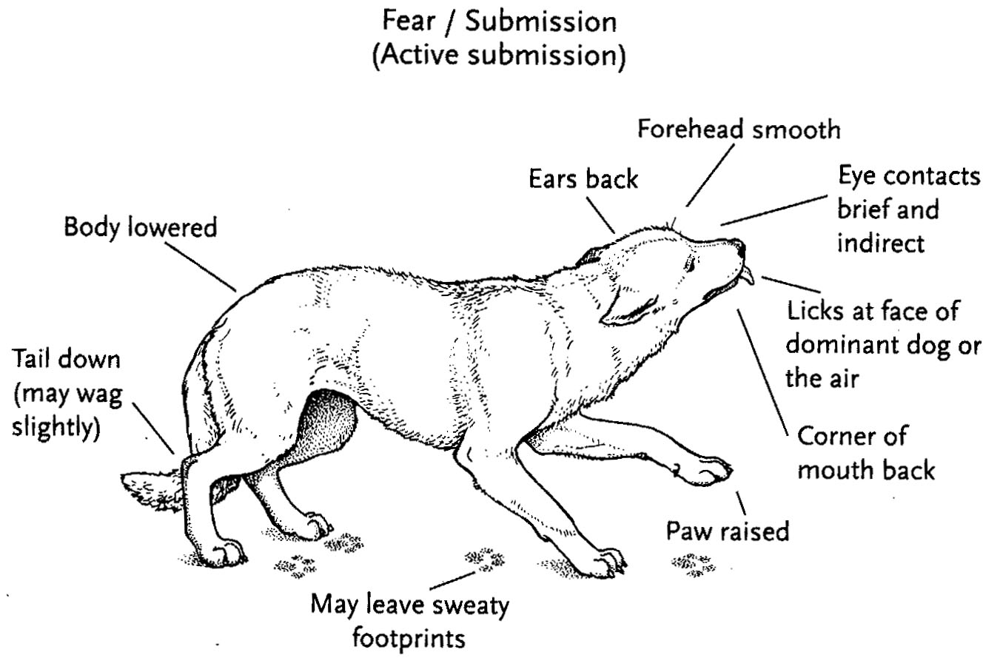 Fear / Submission
(Active submission)
Forehead smooth
Ears back
Eye contacts
brief and
indirect
Body lowered
Licks at face of
dominant dog or
the air
Tail down
(may wag
slightly)
Corner of
mouth back
Paw raised
May leave sweaty
footprints